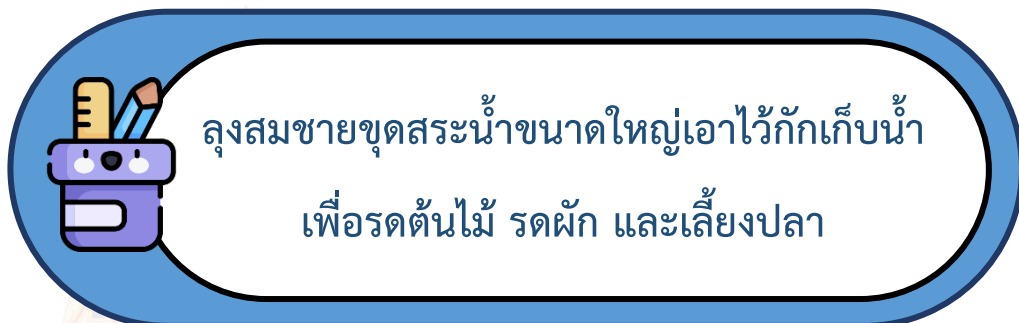 ลุงสมชายขุดสระน้ำขนาดใหญ่เอาไว้กักเก็บน้ำ
เพื่อรดต้นไม้ รดผัก และเลี้ยงปลา